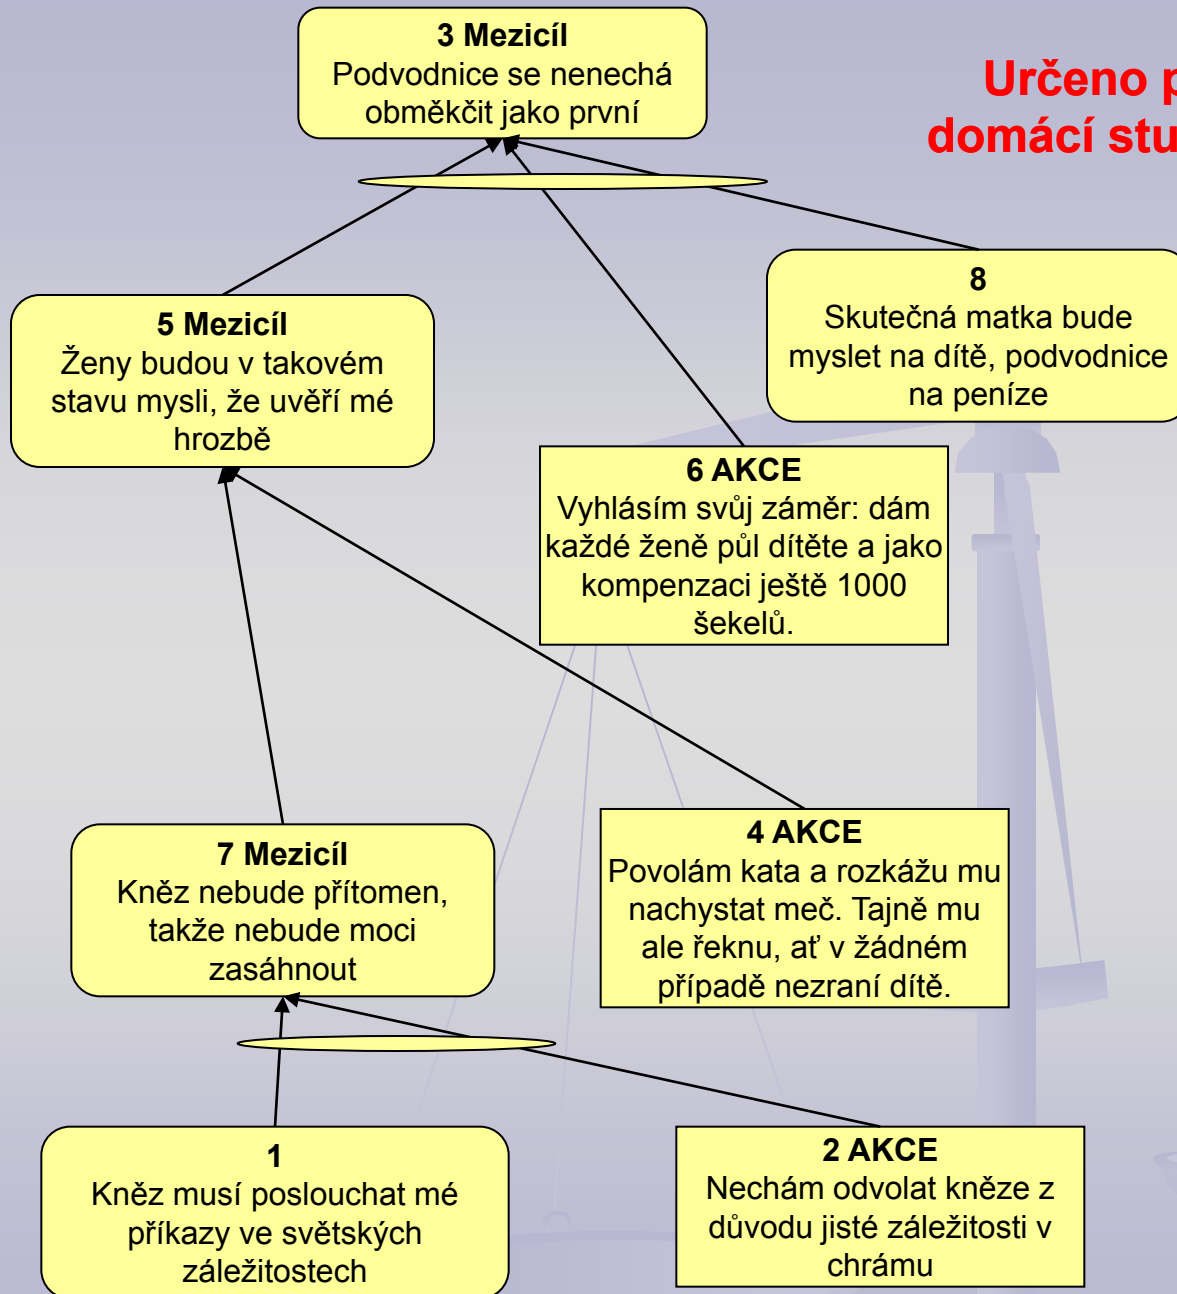 3 Mezicíl
Podvodnice se nenechá
obměkčit jako první
Určeno p
domácí stu
5 Mezicíl
Ženy budou v takovém
stavu mysli, že uvěří mé
hrozbě
8
Skutečná matka bude
myslet na dítě, podvodnice
na peníze
6 AKCE
Vyhlásím svůj záměr: dám
každé ženě půl dítěte a jako
kompenzaci ještě 1000
šekelů.
7 Mezicíl
Kněz nebude přítomen,
takže nebude moci
zasáhnout
4 AKCE
Povolám kata a rozkážu mu
nachystat meč. Tajně mu
ale řeknu, ať v žádném
případě nezraní dítě.
1
Kněz musí poslouchat mé
příkazy ve světských
záležitostech
2 AKCE
Nechám odvolat kněze z
důvodu jisté záležitosti v
chrámu